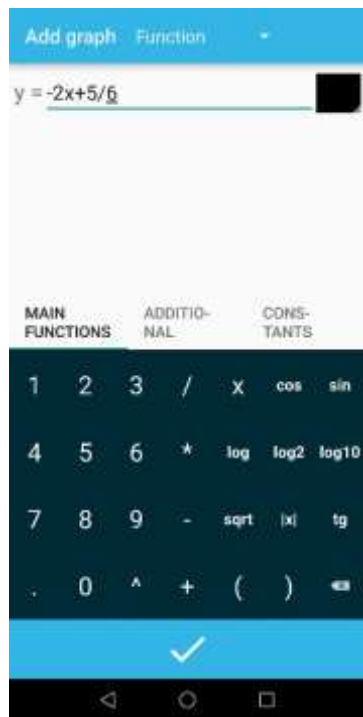 Add graph Function
y = -2x+5/6
MAIN FUNCTIONS ADDITIO- NAL CONS- TANTS
1 2 3 / x cos sin
4 5 6 * log log2 log10
7 8 9 - sqrt |x| tg
. 0 ^ + ( )